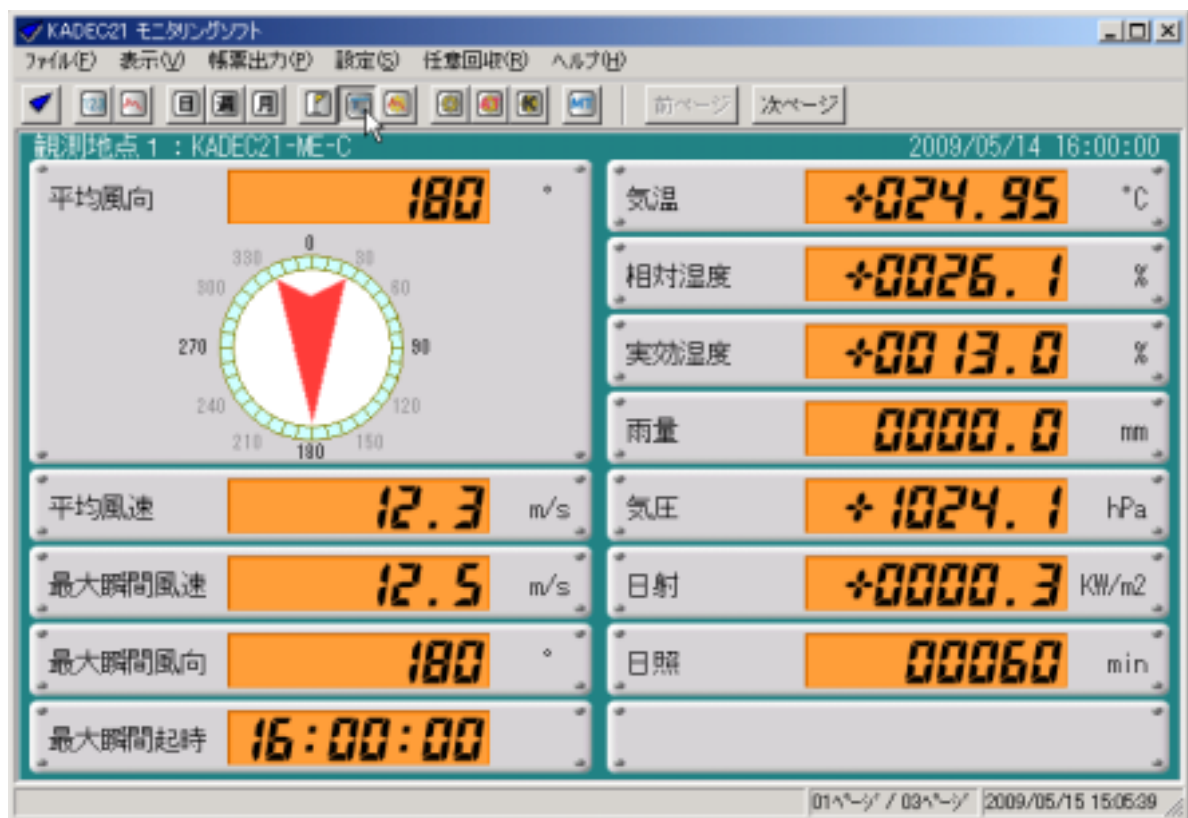 KADEC21 モニタリングソフト
ファイル(F) 表示(V) 帳票出力(P) 設定(S) 任意回収(R) ヘルプ(H)
日 週 月 MT 前ページ 次ページ
観測地点 1 : KADEC21-ME-C 2009/05/14 16:00:00
平均風向 180 °
0
330 30
300 60
270 90
240 120
210 150
180
平均風速 12.3 m/s
最大瞬間風速 12.5 m/s
最大瞬間風向 180 °
最大瞬間起時 16:00:00
気温 +024.95 °C
相対湿度 +0026.1 %
実効湿度 +0013.0 %
雨量 0000.0 mm
気圧 +1024.1 hPa
日射 +0000.3 KW/m2
日照 00060 min
01ページ / 03ページ 2009/05/15 15:05:39